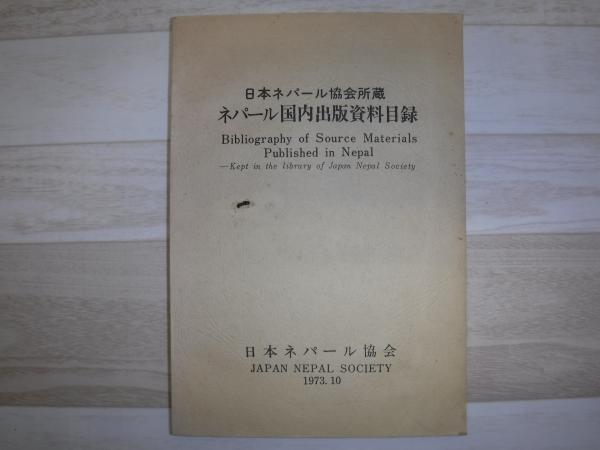 日本ネパール協会所蔵
ネパール国内出版資料目録
Bibliography of Source Materials
Published in Nepal
—Kept in the library of Japan Nepal Society
日本ネパール協会
JAPAN NEPAL SOCIETY
1973.10